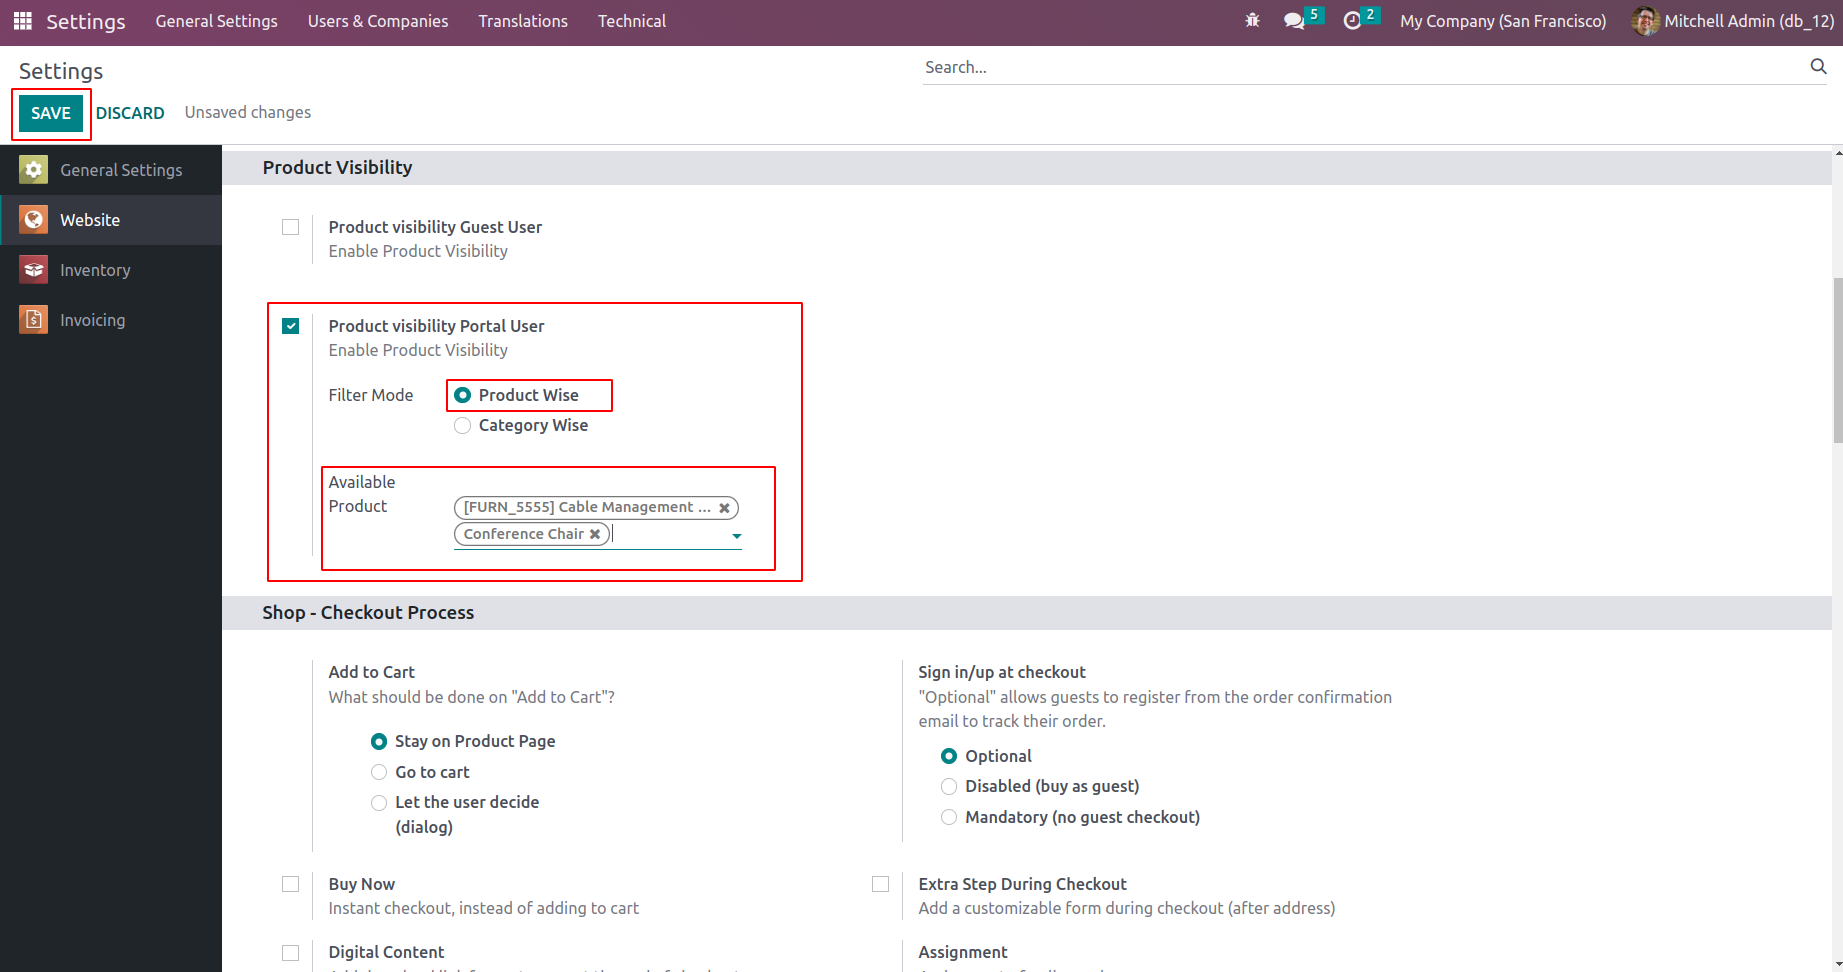 Settings General Settings Users & Companies Translations Technical 5 2 My Company (San Francisco) Mitchell Admin (db_12)
Settings
Search...
SAVE DISCARD Unsaved changes
General Settings
Website
Inventory
Invoicing
Product Visibility
Product visibility Guest User
Enable Product Visibility
Product visibility Portal User
Enable Product Visibility
Filter Mode
Product Wise
Category Wise
Available
Product
[FURN_5555] Cable Management ...
Conference Chair
Shop - Checkout Process
Add to Cart
What should be done on "Add to Cart"?
Stay on Product Page
Go to cart
Let the user decide
(dialog)
Sign in/up at checkout
"Optional" allows guests to register from the order confirmation
email to track their order.
Optional
Disabled (buy as guest)
Mandatory (no guest checkout)
Buy Now
Instant checkout, instead of adding to cart
Extra Step During Checkout
Add a customizable form during checkout (after address)
Digital Content
Assignment